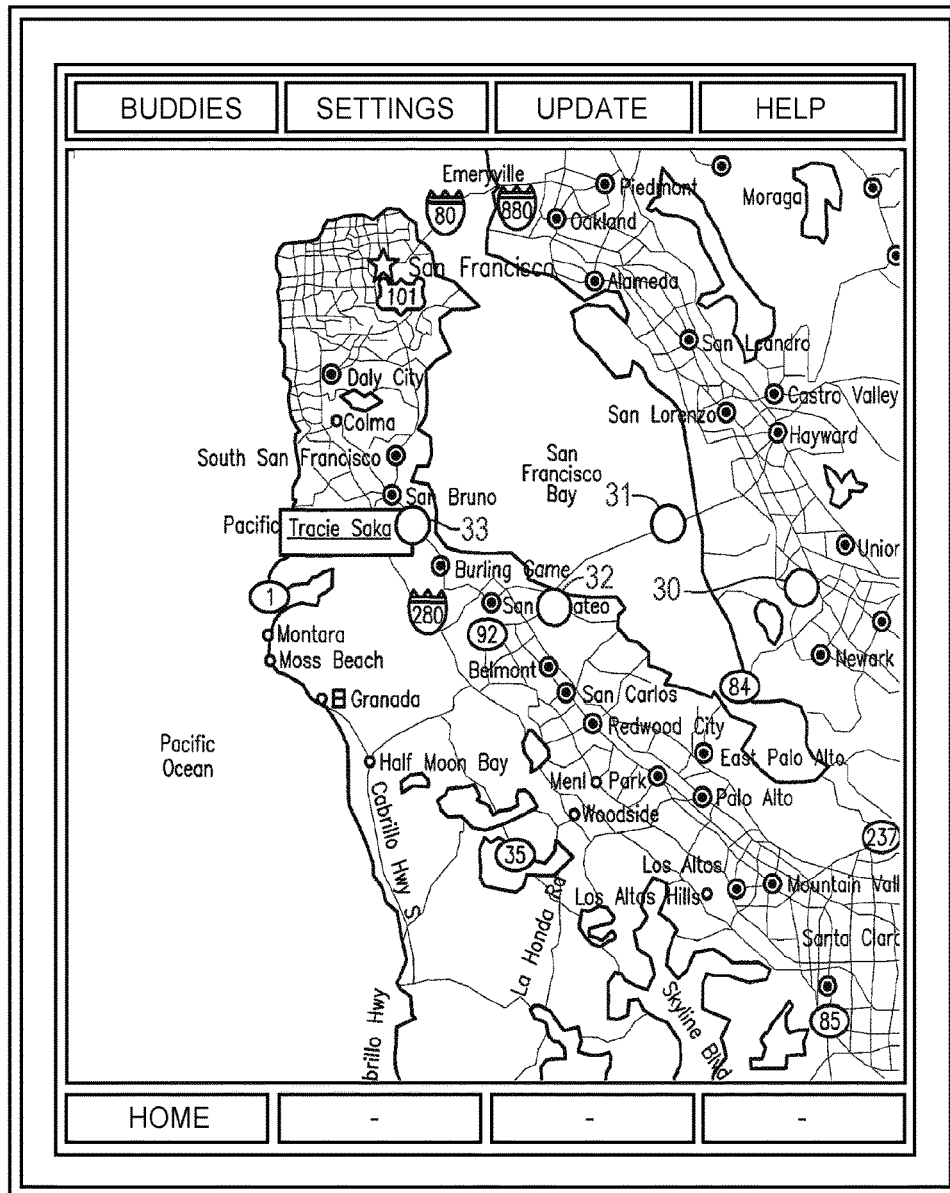 BUDDIES SETTINGS UPDATE HELP
Emeryville
80
880
Piedmont
Moraga
Oakland
San Francisco
101
Alameda
San Leandro
Daly City
Castro Valley
Colma
San Lorenzo
Hayward
South San Francisco
San
Francisco
Bay
San Bruno
31
Pacific
Tracie Saka
33
Union
Burling Game
32
30
1
280
San ateo
92
Montara
Moss Beach
Belmont
Newark
84
San Carlos
Granada
Redwood City
Pacific
Ocean
East Palo Alto
Half Moon Bay
Menl Park
Palo Alto
Woodside
Cabrillo Hwy S
237
35
Los Altos
Los Altos Hills
Mountain Vall
La Honda Ra
Santa Clarc
Skyline Blvd
85
brillo Hwy
HOME - - -